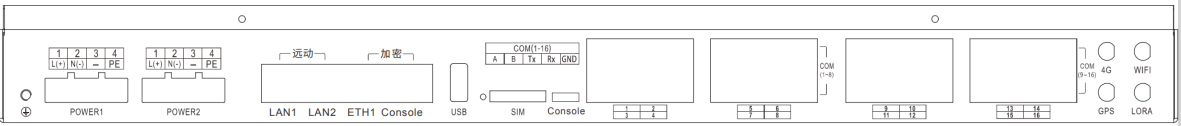 1 2 3 4
L(+) N(-) — PE
POWER1
1 2 3 4
L(+) N(-) — PE
POWER2
远动 加密
LAN1 LAN2 ETH1 Console
USB
COM(1-16)
A B Tx Rx GND
SIM
Console
1 2
3 4
5 6
7 8
COM
(1~8)
9 10
11 12
13 14
15 16
COM
(9~16)
4G WIFI
GPS LORA